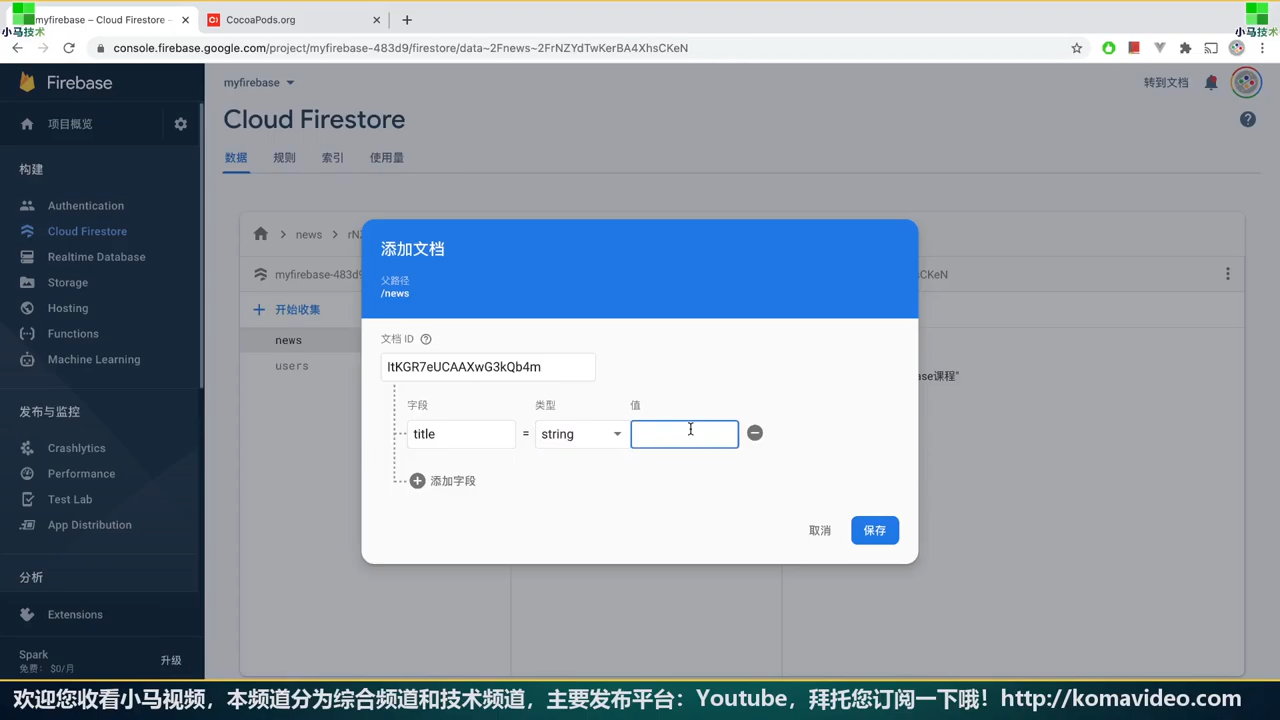 myfirebase – Cloud Firestore -
CocoaPods.org
小马技术
小马技术
console.firebase.google.com/project/myfirebase-483d9/firestore/data~2Fnews~2FrNZYdTwKerBA4XhsCKeN
Firebase
myfirebase
转到文档
项目概览
Cloud Firestore
数据
规则
索引
使用量
构建
Authentication
Cloud Firestore
Realtime Database
Storage
Hosting
Functions
Machine Learning
发布与监控
Crashlytics
Performance
Test Lab
App Distribution
分析
Extensions
Spark
免费： $0/月
升级
news
rNZ
myfirebase-483d9
CKeN
开始收集
news
users
ase课程"
添加文档
父路径
/news
文档 ID
ItKGR7eUCAAXwG3kQb4m
字段
类型
值
title
=
string
添加字段
取消
保存
欢迎您收看小马视频，本频道分为综合频道和技术频道，主要发布平台：Youtube，拜托您订阅一下哦！http://komavideo.com